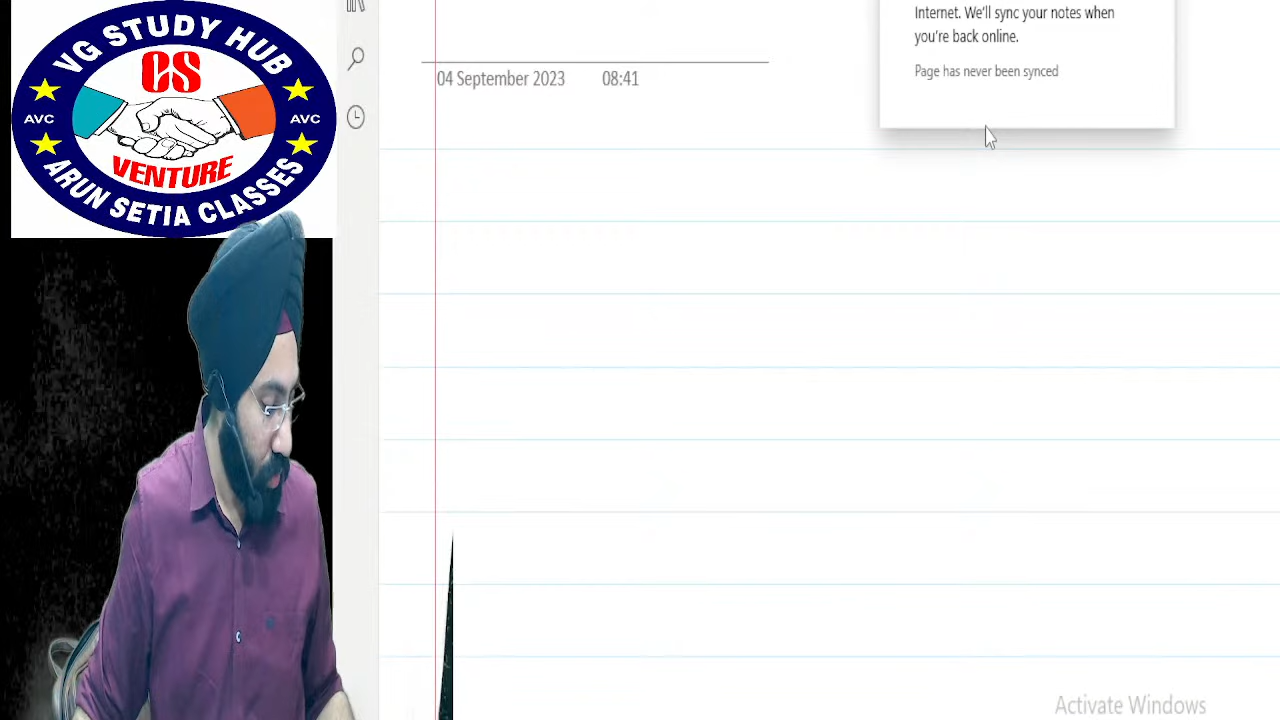 VG STUDY HUB
CS
AVC
AVC
VENTURE
ARUN SETIA CLASSES
Internet. We'll sync your notes when
you're back online.
Page has never been synced
04 September 2023 08:41
Activate Windows